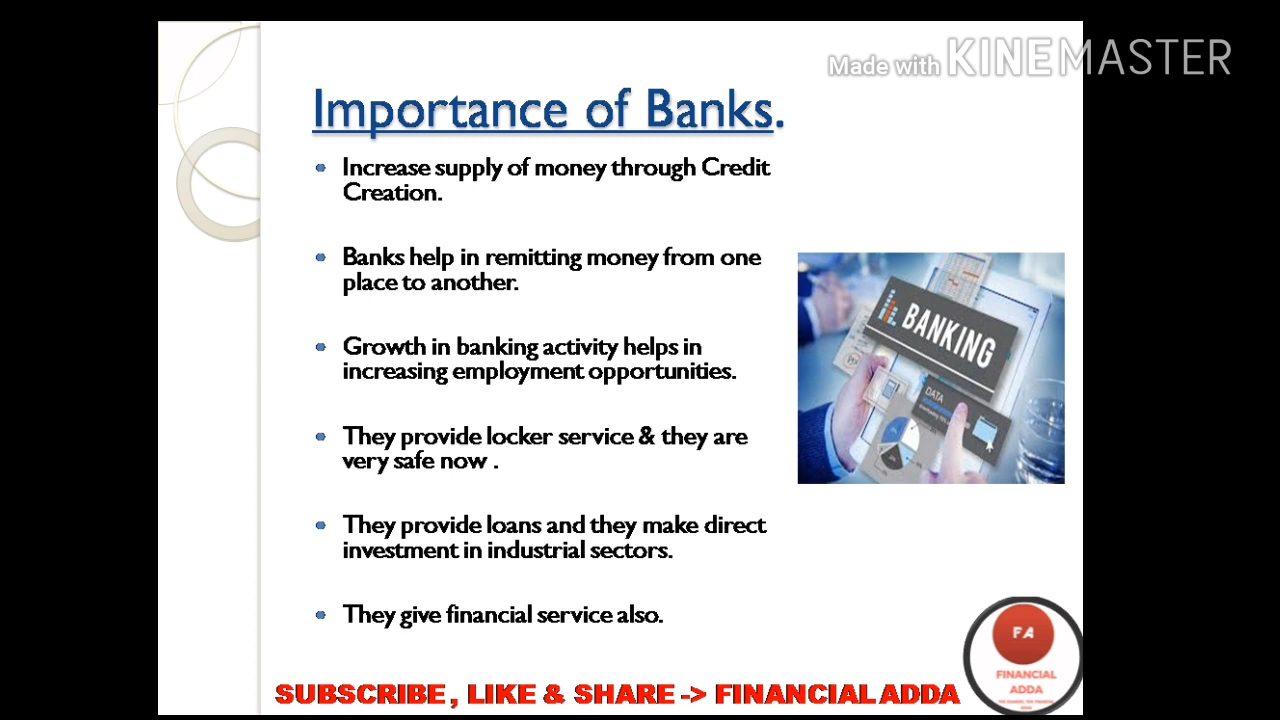 Made with KINEMASTER
Importance of Banks.
• Increase supply of money through Credit
Creation.
• Banks help in remitting money from one
place to another.
• Growth in banking activity helps in
increasing employment opportunities.
• They provide locker service & they are
very safe now .
• They provide loans and they make direct
investment in industrial sectors.
• They give financial service also.
BANKING
DATA
FA
FINANCIAL
ADDA
SUBSCRIBE , LIKE & SHARE -> FINANCIAL ADDA